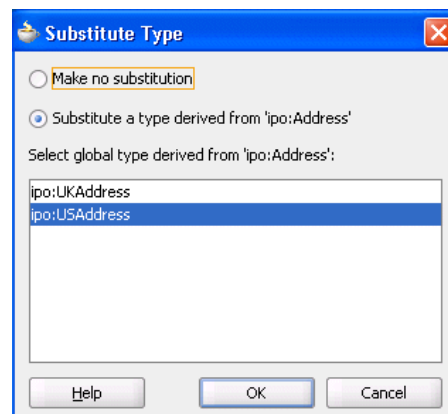 Substitute Type
Make no substitution
Substitute a type derived from 'ipo:Address'
Select global type derived from 'ipo:Address':
ipo:UKAddress
ipo:USAddress
Help OK Cancel